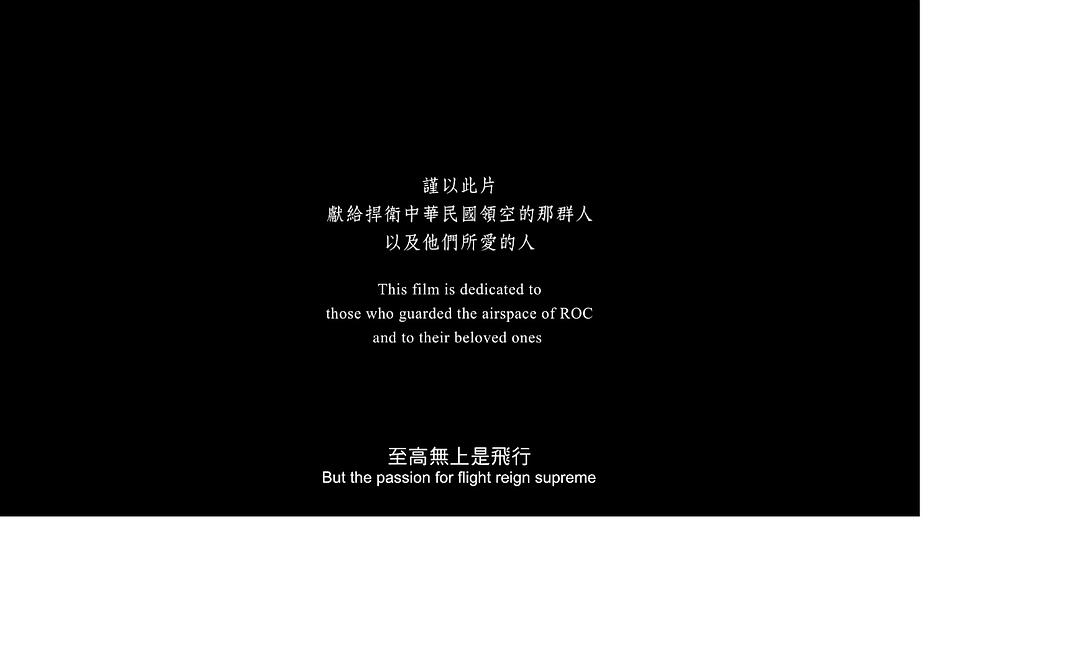 謹以此片
獻給捍衛中華民國領空的那群人
以及他們所愛的人
This film is dedicated to
those who guarded the airspace of ROC
and to their beloved ones
至高無上是飛行
But the passion for flight reign supreme